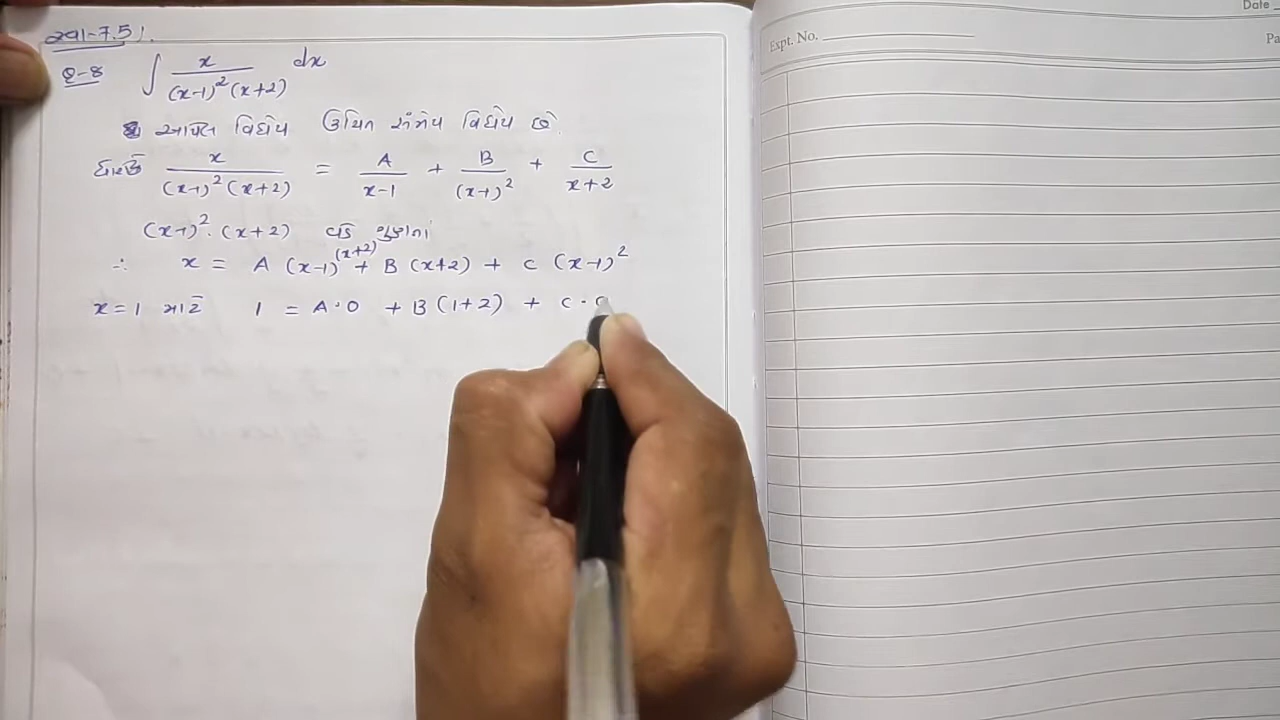 સ્વા-7.5/.
Q-8 ∫ x/((x-1)²(x+2)) dx
આપેલ વિધેય ઉચિત સંમેય વિધેય છે.
ધારોકે x/((x-1)²(x+2)) = A/(x-1) + B/(x-1)² + C/(x+2)
(x-1)²·(x+2) વડે ગુણતાં
∴ x = A (x-1)(x+2) + B (x+2) + C (x-1)²
x=1 માટે 1 = A·0 + B(1+2) + C·0
Date
Expt. No.
Pa